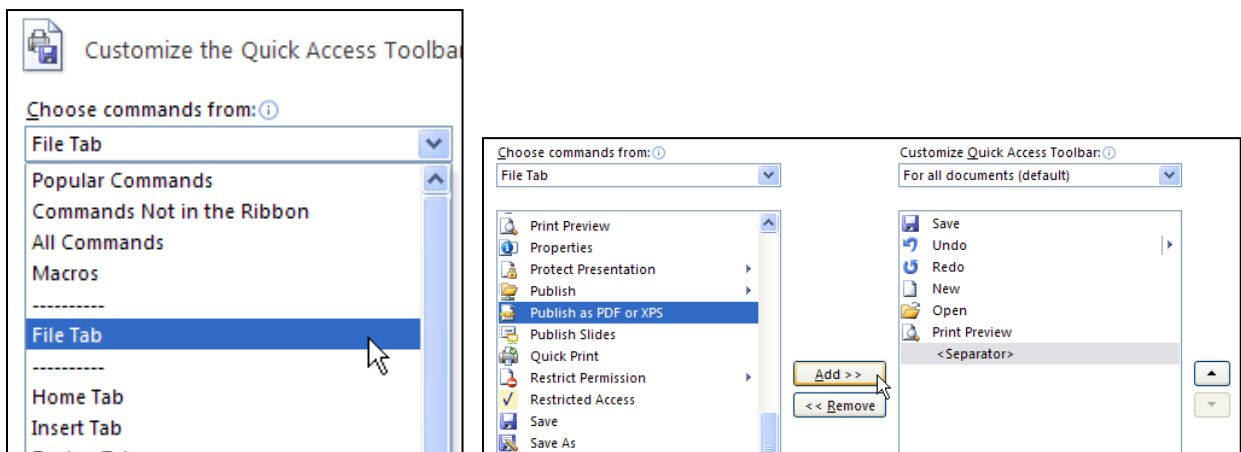 Customize the Quick Access Toolba
Choose commands from:
File Tab
Popular Commands
Commands Not in the Ribbon
All Commands
Macros
----------
File Tab
----------
Home Tab
Insert Tab
Choose commands from:
File Tab
Print Preview
Properties
Protect Presentation
Publish
Publish as PDF or XPS
Publish Slides
Quick Print
Restrict Permission
Restricted Access
Save
Save As
Add >>
<< Remove
Customize Quick Access Toolbar:
For all documents (default)
Save
Undo
Redo
New
Open
Print Preview
<Separator>